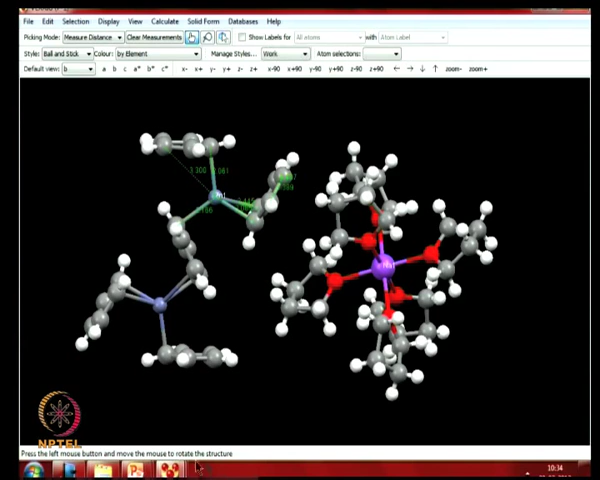 File Edit Selection Display View Calculate Solid Form Databases Help
Picking Mode: Measure Distance Clear Measurements Show Labels for All atoms with Atom Label
Style: Ball and Stick Colour: by Element Manage Styles... Work Atom selections:
Default view: b a b c a* b* c* x- x+ y- y+ z- z+ x-90 x+90 y-90 y+90 z-90 z+90 ← → ↓ ↑ zoom- zoom+
3.300
NPTEL
Press the left mouse button and move the mouse to rotate the structure
10:34